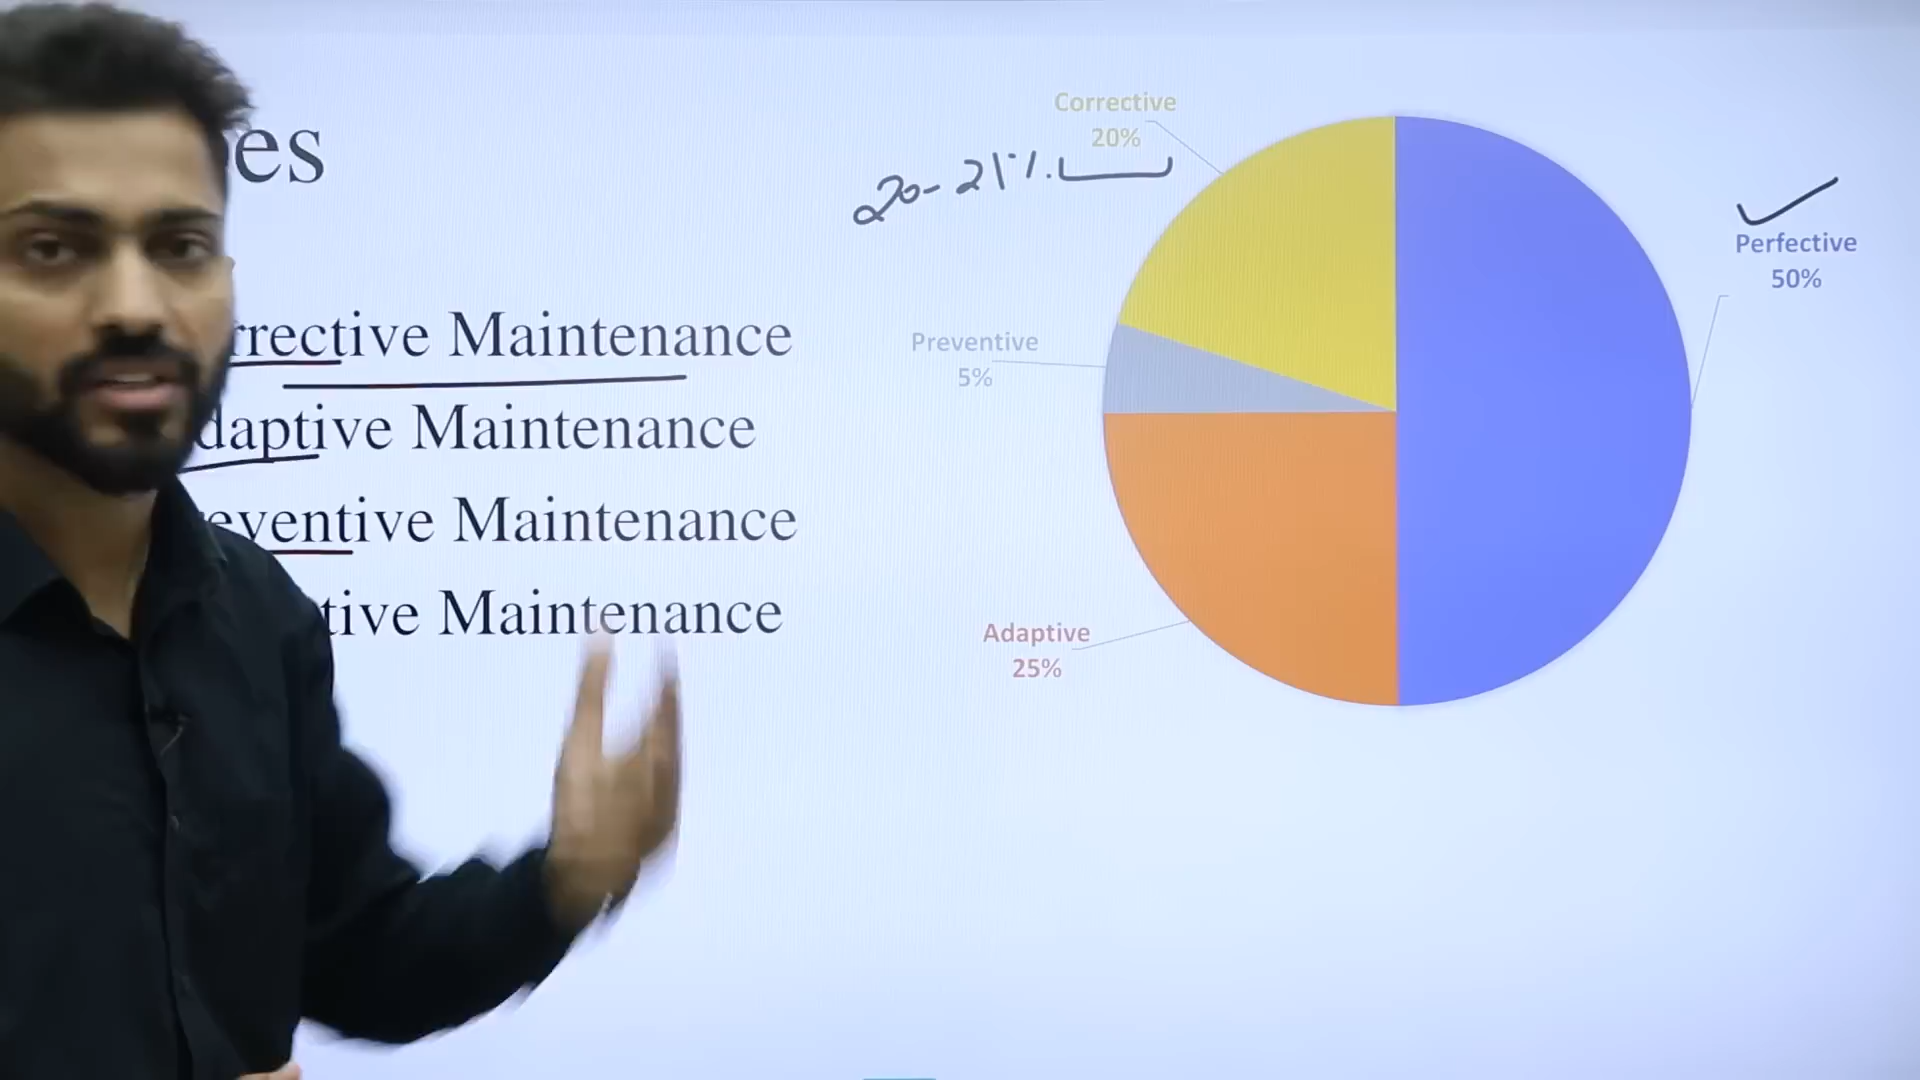 es
rrective Maintenance
daptive Maintenance
eventive Maintenance
tive Maintenance
Corrective
20%
20-21%.
Perfective
50%
Preventive
5%
Adaptive
25%